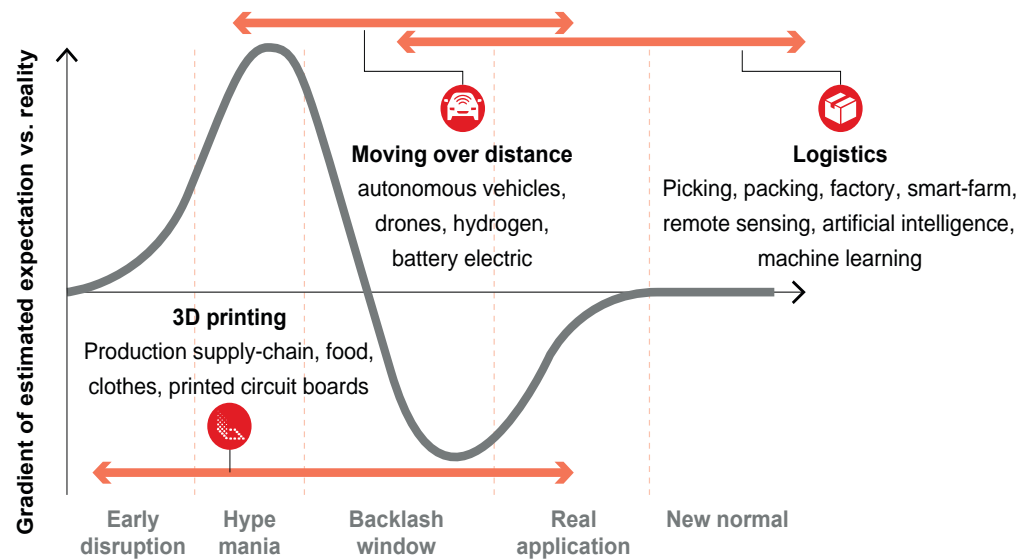 Gradient of estimated expectation vs. reality
Moving over distance
autonomous vehicles,
drones, hydrogen,
battery electric
Logistics
Picking, packing, factory, smart-farm,
remote sensing, artificial intelligence,
machine learning
3D printing
Production supply-chain, food,
clothes, printed circuit boards
Early
disruption
Hype
mania
Backlash
window
Real
application
New normal